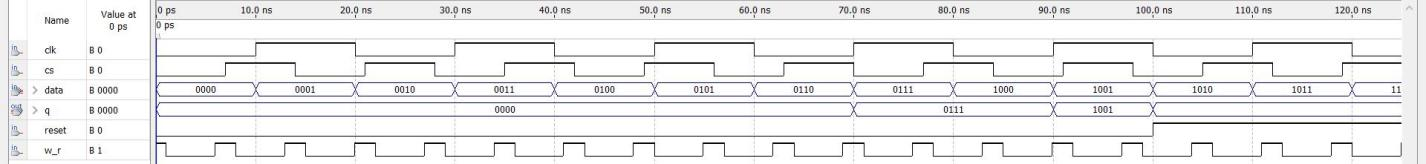 Name Value at 0 ps 0 ps 10.0 ns 20.0 ns 30.0 ns 40.0 ns 50.0 ns 60.0 ns 70.0 ns 80.0 ns 90.0 ns 100.0 ns 110.0 ns 120.0 ns
0 ps
clk B 0
cs B 0
data B 0000 0000 0001 0010 0011 0100 0101 0110 0111 1000 1001 1010 1011 11
q B 0000 0000 0111 1001
reset B 0
w_r B 1